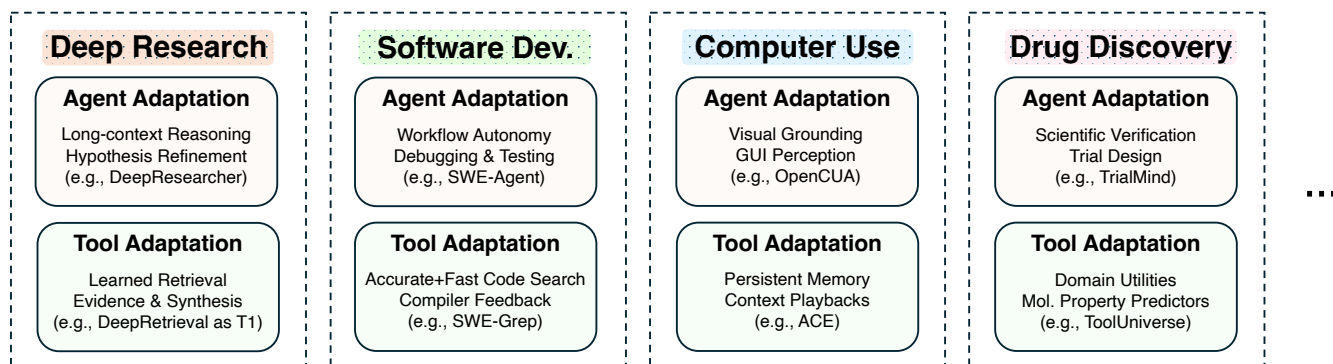 Deep Research
Agent Adaptation
Long-context Reasoning
Hypothesis Refinement
(e.g., DeepResearcher)
Tool Adaptation
Learned Retrieval
Evidence & Synthesis
(e.g., DeepRetrieval as T1)
Software Dev.
Agent Adaptation
Workflow Autonomy
Debugging & Testing
(e.g., SWE-Agent)
Tool Adaptation
Accurate+Fast Code Search
Compiler Feedback
(e.g., SWE-Grep)
Computer Use
Agent Adaptation
Visual Grounding
GUI Perception
(e.g., OpenCUA)
Tool Adaptation
Persistent Memory
Context Playbacks
(e.g., ACE)
Drug Discovery
Agent Adaptation
Scientific Verification
Trial Design
(e.g., TrialMind)
Tool Adaptation
Domain Utilities
Mol. Property Predictors
(e.g., ToolUniverse)
...